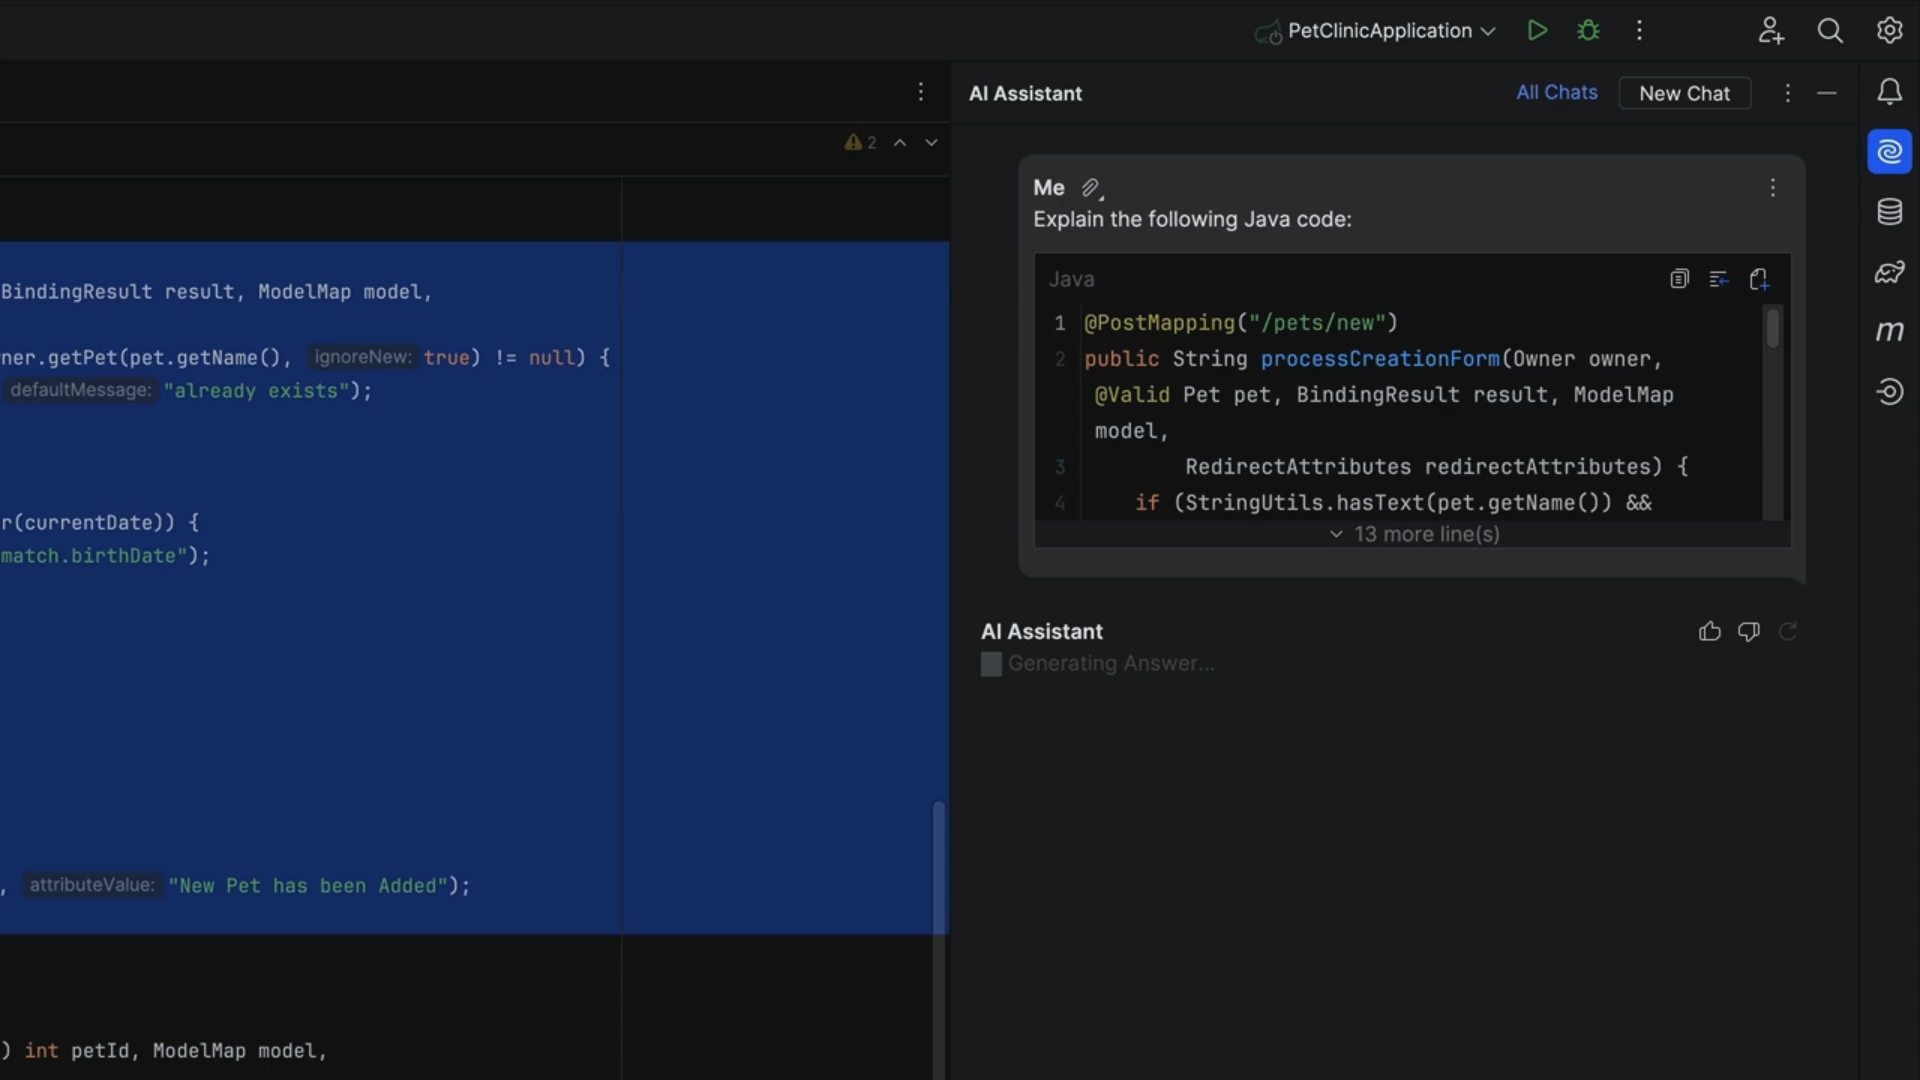 PetClinicApplication
2
BindingResult result, ModelMap model,
ner.getPet(pet.getName(), ignoreNew: true) != null) {
defaultMessage: "already exists");
r(currentDate)) {
match.birthDate");
, attributeValue: "New Pet has been Added");
) int petId, ModelMap model,
AI Assistant
All Chats
New Chat
Me
Explain the following Java code:
Java
1 @PostMapping("/pets/new")
2 public String processCreationForm(Owner owner,
@Valid Pet pet, BindingResult result, ModelMap
model,
3 RedirectAttributes redirectAttributes) {
4 if (StringUtils.hasText(pet.getName()) &&
13 more line(s)
AI Assistant
Generating Answer...
m